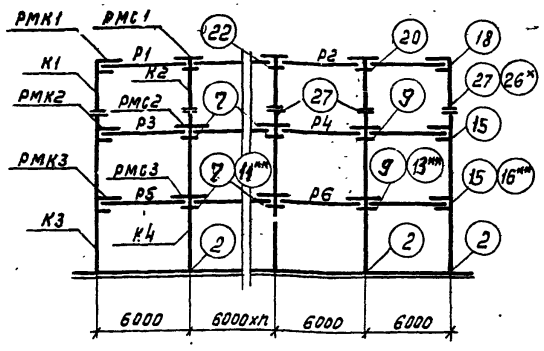 РМК1 РМС1 22 20 18
К1 Р1 К2 Р2
РМК2 РМС2 7 27 9 27 26*
Р3 Р4 15
РМК3 РМС3 7 11** 9 13** 15 16**
Р5 Р6
К3 К4 2 2 2
6000 6000хп 6000 6000